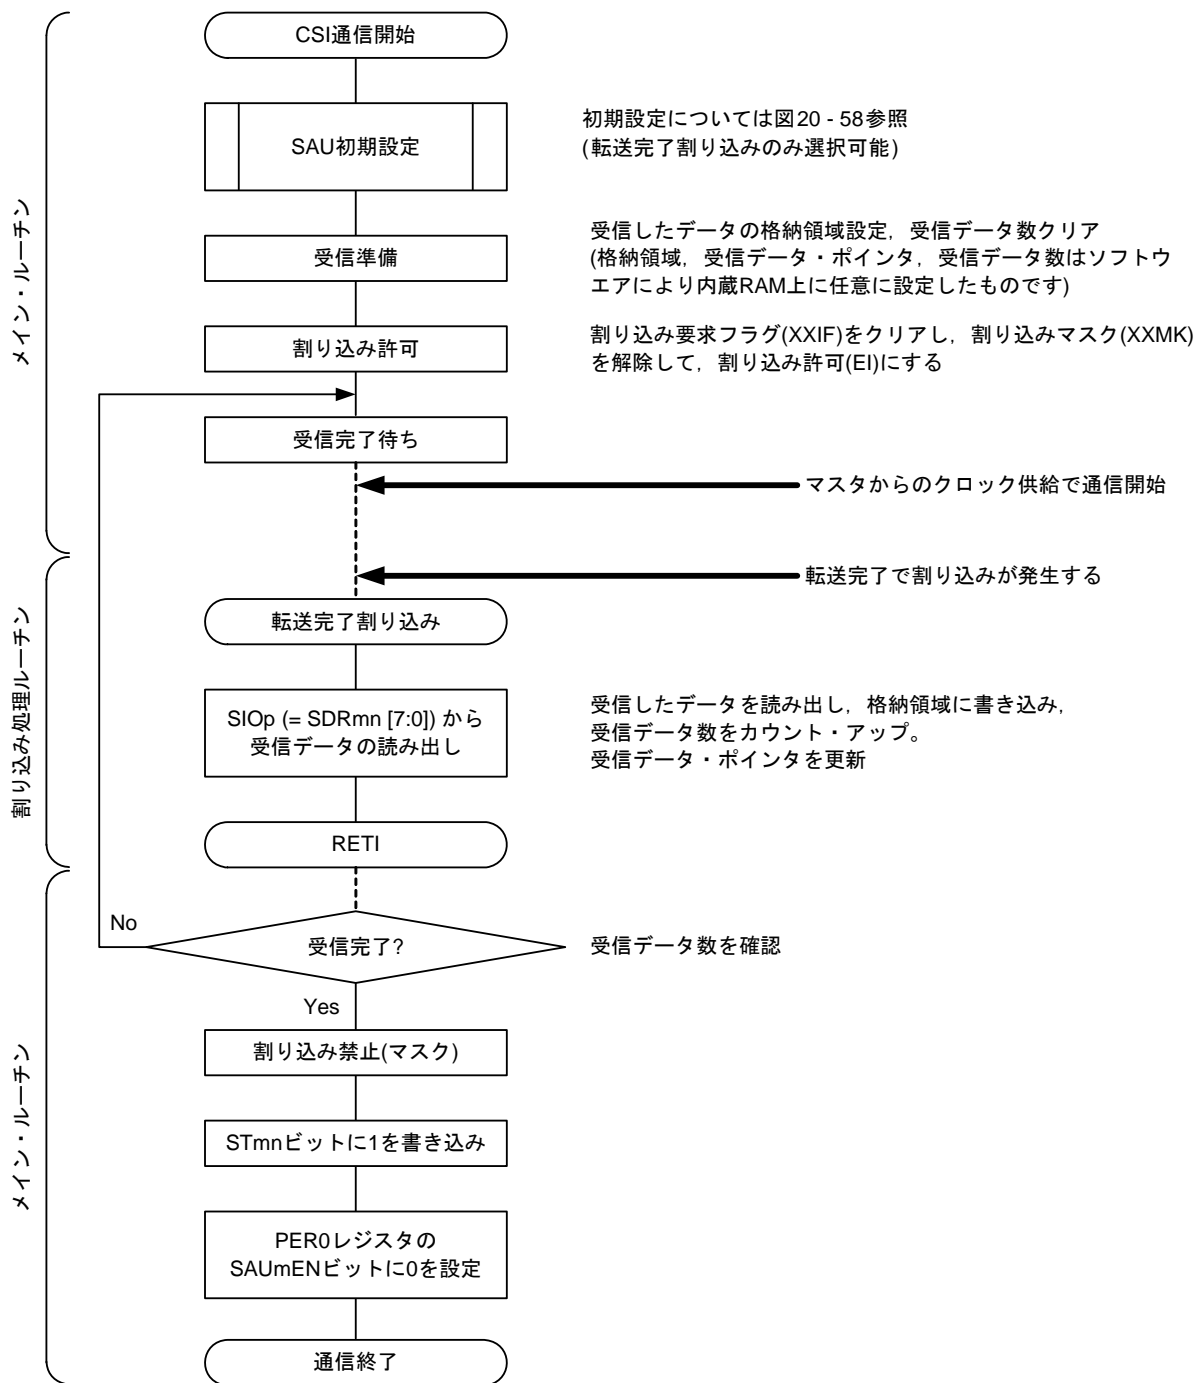 CSI通信開始
SAU初期設定
初期設定については図20 - 58参照
(転送完了割り込みのみ選択可能)
メイン・ルーチン
受信準備
受信したデータの格納領域設定，受信データ数クリア
(格納領域，受信データ・ポインタ，受信データ数はソフトウ
エアにより内蔵RAM上に任意に設定したものです)
割り込み許可
割り込み要求フラグ(XXIF)をクリアし，割り込みマスク(XXMK)
を解除して，割り込み許可(EI)にする
受信完了待ち
マスタからのクロック供給で通信開始
転送完了で割り込みが発生する
割り込み処理ルーチン
転送完了割り込み
SIOp (= SDRmn [7:0]) から
受信データの読み出し
受信したデータを読み出し，格納領域に書き込み，
受信データ数をカウント・アップ。
受信データ・ポインタを更新
RETI
No
受信完了?
受信データ数を確認
Yes
メイン・ルーチン
割り込み禁止(マスク)
STmnビットに1を書き込み
PER0レジスタの
SAUmENビットに0を設定
通信終了